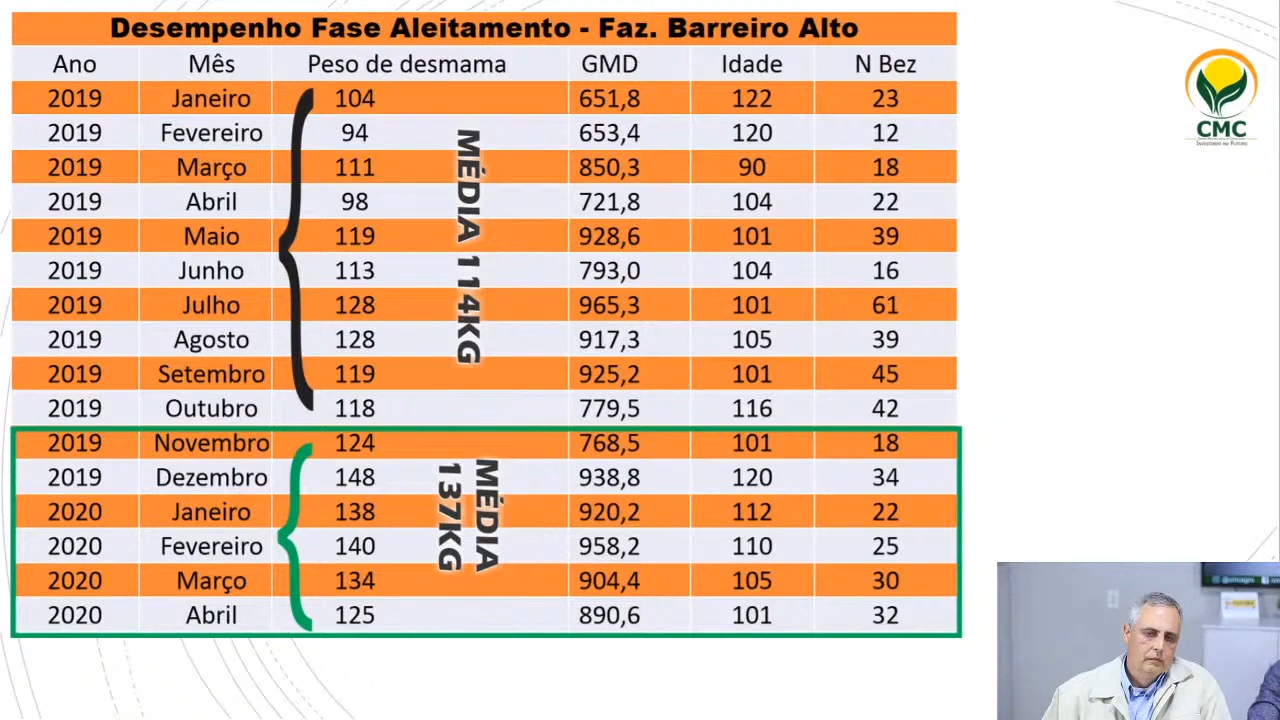 Desempenho Fase Aleitamento - Faz. Barreiro Alto
Ano Mês Peso de desmama GMD Idade N Bez
2019 Janeiro 104 651,8 122 23
2019 Fevereiro 94 653,4 120 12
2019 Março 111 850,3 90 18
2019 Abril 98 721,8 104 22
2019 Maio 119 928,6 101 39
2019 Junho 113 793,0 104 16
2019 Julho 128 965,3 101 61
2019 Agosto 128 917,3 105 39
2019 Setembro 119 925,2 101 45
2019 Outubro 118 779,5 116 42
2019 Novembro 124 768,5 101 18
2019 Dezembro 148 938,8 120 34
2020 Janeiro 138 920,2 112 22
2020 Fevereiro 140 958,2 110 25
2020 Março 134 904,4 105 30
2020 Abril 125 890,6 101 32
MÉDIA 114KG
MÉDIA
137KG
CMC
Investindo no Futuro